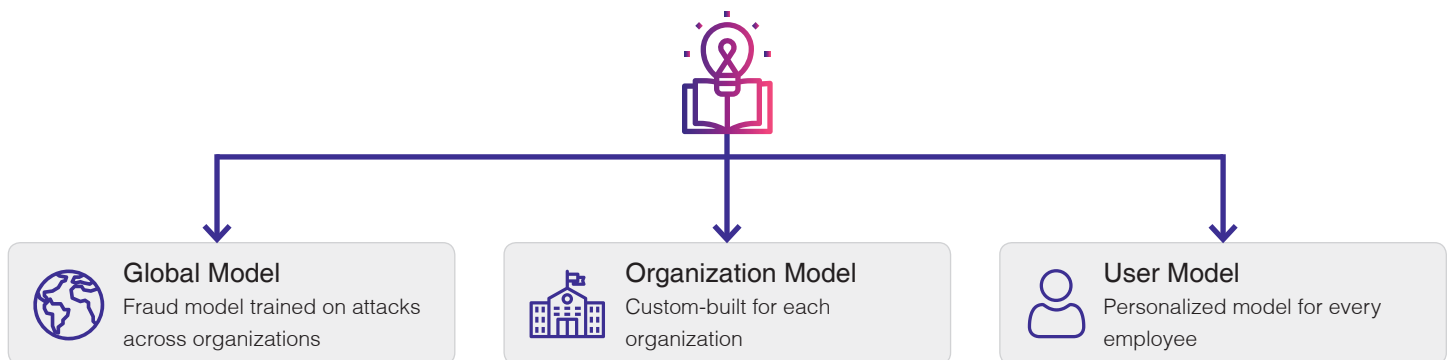 Global Model
Fraud model trained on attacks
across organizations
Organization Model
Custom-built for each
organization
User Model
Personalized model for every
employee